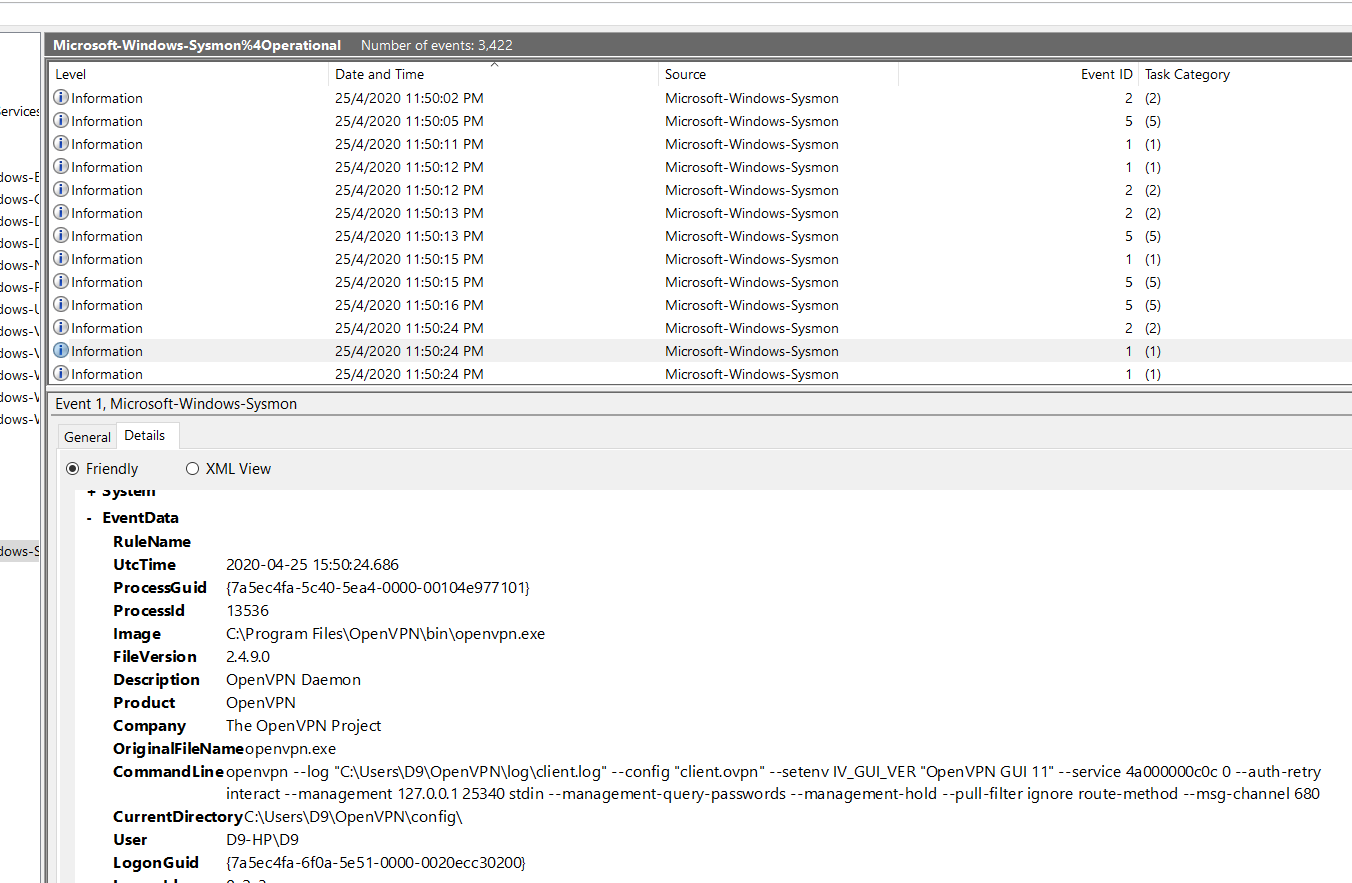 Microsoft-Windows-Sysmon%4Operational Number of events: 3,422
Level Date and Time Source Event ID Task Category
Information 25/4/2020 11:50:02 PM Microsoft-Windows-Sysmon 2 (2)
ervices
Information 25/4/2020 11:50:05 PM Microsoft-Windows-Sysmon 5 (5)
Information 25/4/2020 11:50:11 PM Microsoft-Windows-Sysmon 1 (1)
Information 25/4/2020 11:50:12 PM Microsoft-Windows-Sysmon 1 (1)
dows-E
Information 25/4/2020 11:50:12 PM Microsoft-Windows-Sysmon 2 (2)
dows-C
Information 25/4/2020 11:50:13 PM Microsoft-Windows-Sysmon 2 (2)
dows-D
Information 25/4/2020 11:50:13 PM Microsoft-Windows-Sysmon 5 (5)
dows-D
Information 25/4/2020 11:50:15 PM Microsoft-Windows-Sysmon 1 (1)
dows-N
Information 25/4/2020 11:50:15 PM Microsoft-Windows-Sysmon 5 (5)
dows-F
Information 25/4/2020 11:50:16 PM Microsoft-Windows-Sysmon 5 (5)
dows-U
Information 25/4/2020 11:50:24 PM Microsoft-Windows-Sysmon 2 (2)
dows-V
Information 25/4/2020 11:50:24 PM Microsoft-Windows-Sysmon 1 (1)
dows-V
Information 25/4/2020 11:50:24 PM Microsoft-Windows-Sysmon 1 (1)
dows-V
dows-V
Event 1, Microsoft-Windows-Sysmon
dows-V
General Details
Friendly XML View
+ System
- EventData
RuleName
dows-S
UtcTime 2020-04-25 15:50:24.686
ProcessGuid {7a5ec4fa-5c40-5ea4-0000-00104e977101}
ProcessId 13536
Image C:\Program Files\OpenVPN\bin\openvpn.exe
FileVersion 2.4.9.0
Description OpenVPN Daemon
Product OpenVPN
Company The OpenVPN Project
OriginalFileName openvpn.exe
CommandLine openvpn --log "C:\Users\D9\OpenVPN\log\client.log" --config "client.ovpn" --setenv IV_GUI_VER "OpenVPN GUI 11" --service 4a000000c0c 0 --auth-retry
interact --management 127.0.0.1 25340 stdin --management-query-passwords --management-hold --pull-filter ignore route-method --msg-channel 680
CurrentDirectory C:\Users\D9\OpenVPN\config\
User D9-HP\D9
LogonGuid {7a5ec4fa-6f0a-5e51-0000-0020ecc30200}